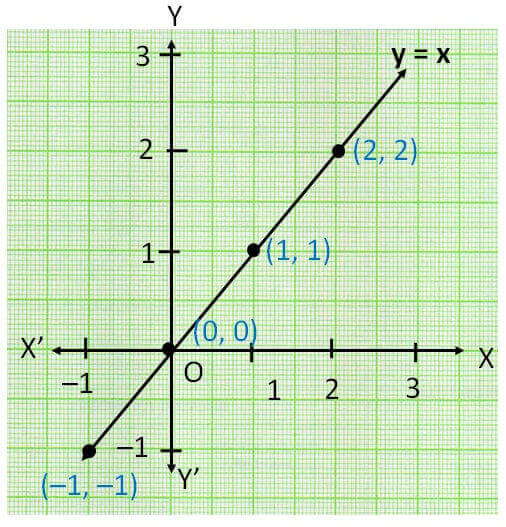 Y
3
y = x
2
(2, 2)
1
(1, 1)
(0, 0)
X′
X
O
–1
1
2
3
–1
Y′
(–1, –1)